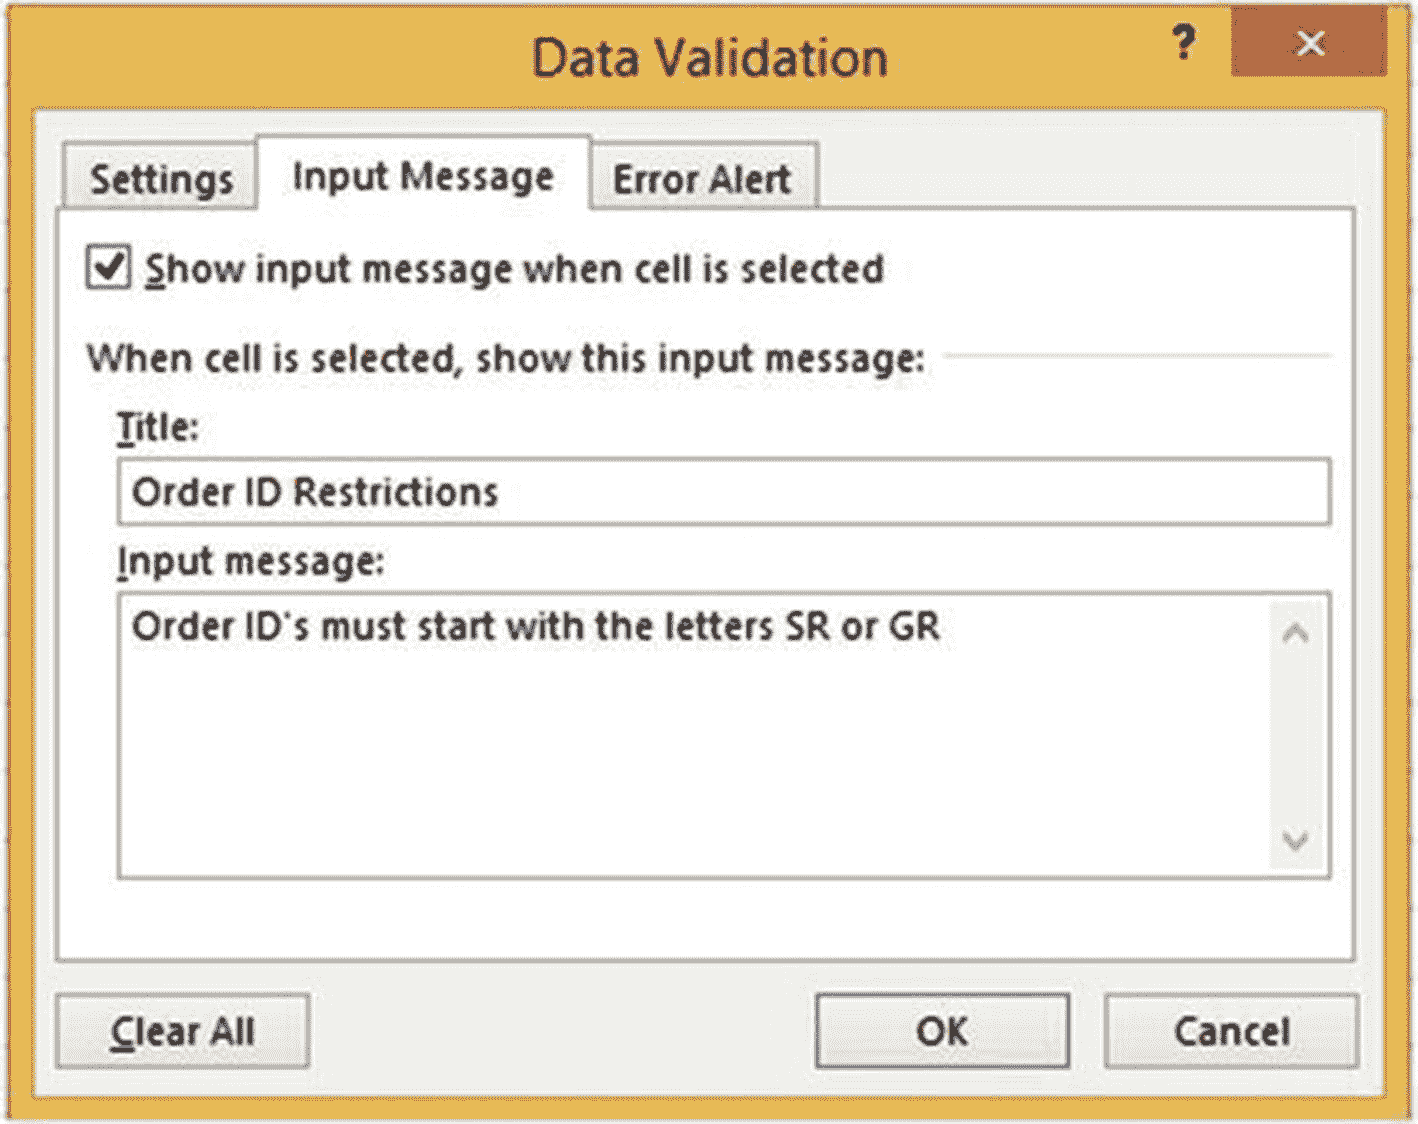 Data Validation ?
Settings Input Message Error Alert
Show input message when cell is selected
When cell is selected, show this input message:
Title:
Order ID Restrictions
Input message:
Order ID's must start with the letters SR or GR
Clear All OK Cancel